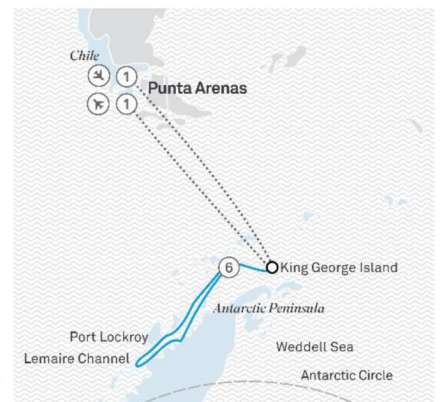 Chile
1
Punta Arenas
1
6
King George Island
Antarctic Peninsula
Port Lockroy
Weddell Sea
Lemaire Channel
Antarctic Circle